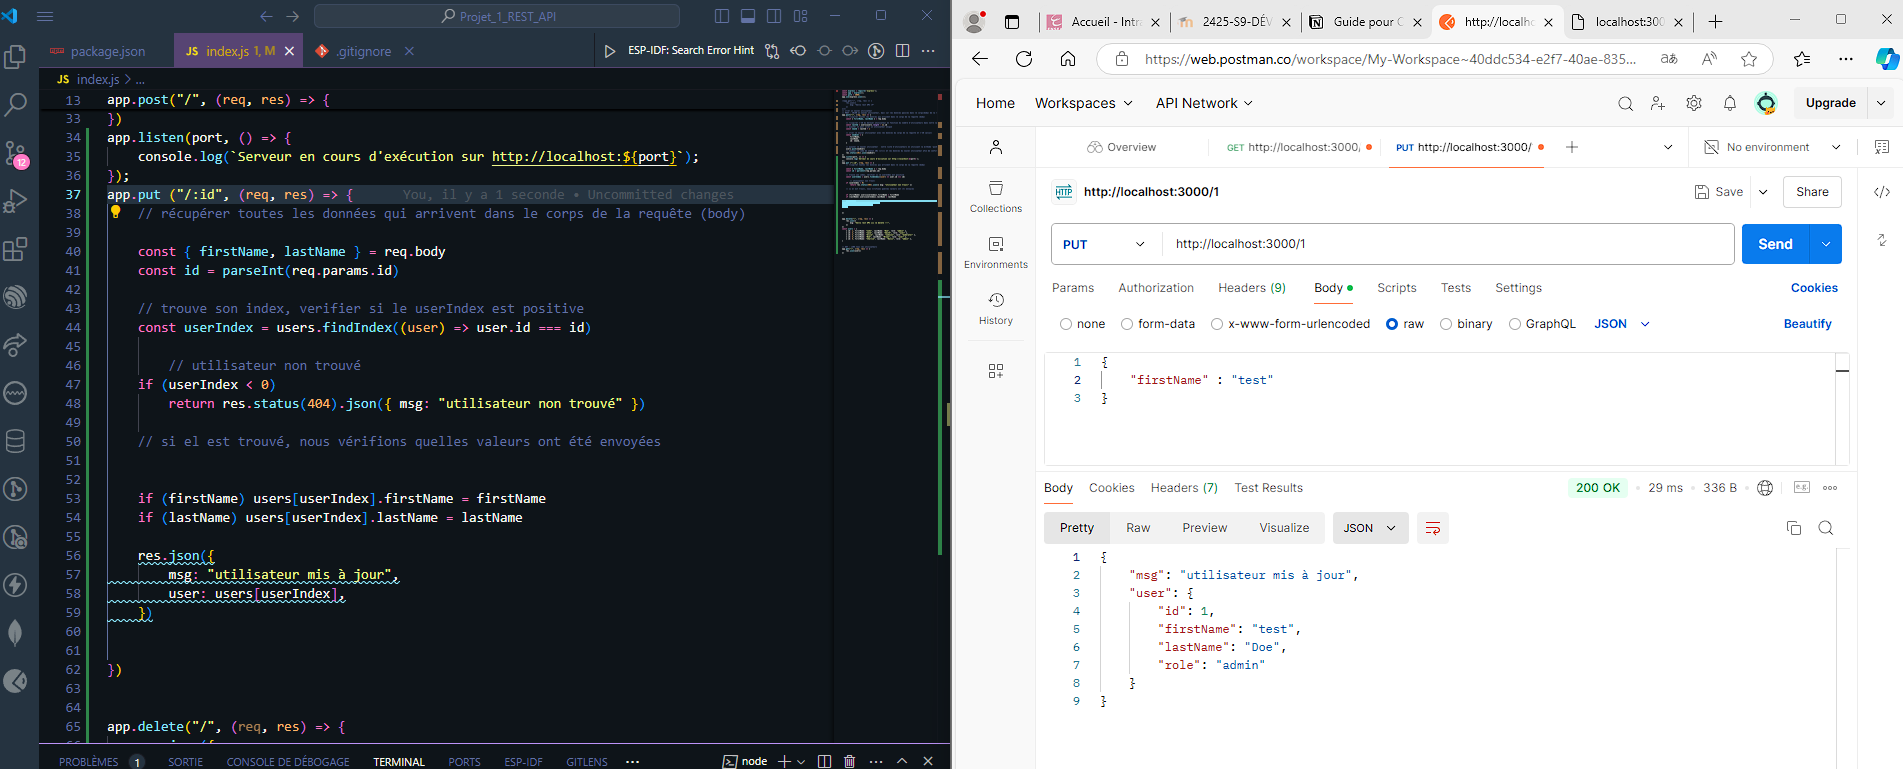 Projet_1_REST_API
package.json
JS index.js 1, M
.gitignore
ESP-IDF: Search Error Hint
JS index.js > ...
13 app.post("/", (req, res) => {
33 })
34 app.listen(port, () => {
35 console.log(`Serveur en cours d'exécution sur http://localhost:${port}`);
36 });
37 app.put ("/:id", (req, res) => { You, il y a 1 seconde • Uncommitted changes
38 // récupérer toutes les données qui arrivent dans le corps de la requête (body)
39
40 const { firstName, lastName } = req.body
41 const id = parseInt(req.params.id)
42
43 // trouve son index, verifier si le userIndex est positive
44 const userIndex = users.findIndex((user) => user.id === id)
45
46 // utilisateur non trouvé
47 if (userIndex < 0)
48 return res.status(404).json({ msg: "utilisateur non trouvé" })
49
50 // si el est trouvé, nous vérifions quelles valeurs ont été envoyées
51
52
53 if (firstName) users[userIndex].firstName = firstName
54 if (lastName) users[userIndex].lastName = lastName
55
56 res.json({
57 msg: "utilisateur mis à jour",
58 user: users[userIndex],
59 })
60
61
62 })
63
64
65 app.delete("/", (req, res) => {
12
PROBLÈMES 1 SORTIE CONSOLE DE DÉBOGAGE TERMINAL PORTS ESP-IDF GITLENS ... node
Accueil - Intra
2425-S9-DÉV
Guide pour C
http://localho
localhost:300
https://web.postman.co/workspace/My-Workspace~40ddc534-e2f7-40ae-835...
Home Workspaces API Network Upgrade
Overview
GET http://localhost:3000/
PUT http://localhost:3000/
No environment
Collections
Environments
History
HTTP http://localhost:3000/1 Save Share
PUT http://localhost:3000/1 Send
Params Authorization Headers (9) Body Scripts Tests Settings Cookies
none form-data x-www-form-urlencoded raw binary GraphQL JSON Beautify
1 {
2 "firstName" : "test"
3 }
Body Cookies Headers (7) Test Results 200 OK • 29 ms • 336 B e.g.
Pretty Raw Preview Visualize JSON
1 {
2 "msg": "utilisateur mis à jour",
3 "user": {
4 "id": 1,
5 "firstName": "test",
6 "lastName": "Doe",
7 "role": "admin"
8 }
9 }